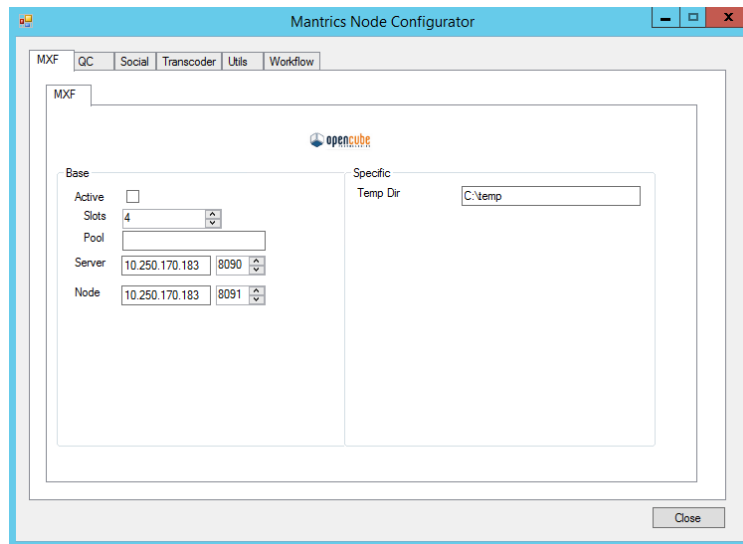 Mantrics Node Configurator
MXF QC Social Transcoder Utils Workflow
MXF
opencube
Base
Specific
Active
Temp Dir C:\temp
Slots 4
Pool
Server 10.250.170.183 8090
Node 10.250.170.183 8091
Close